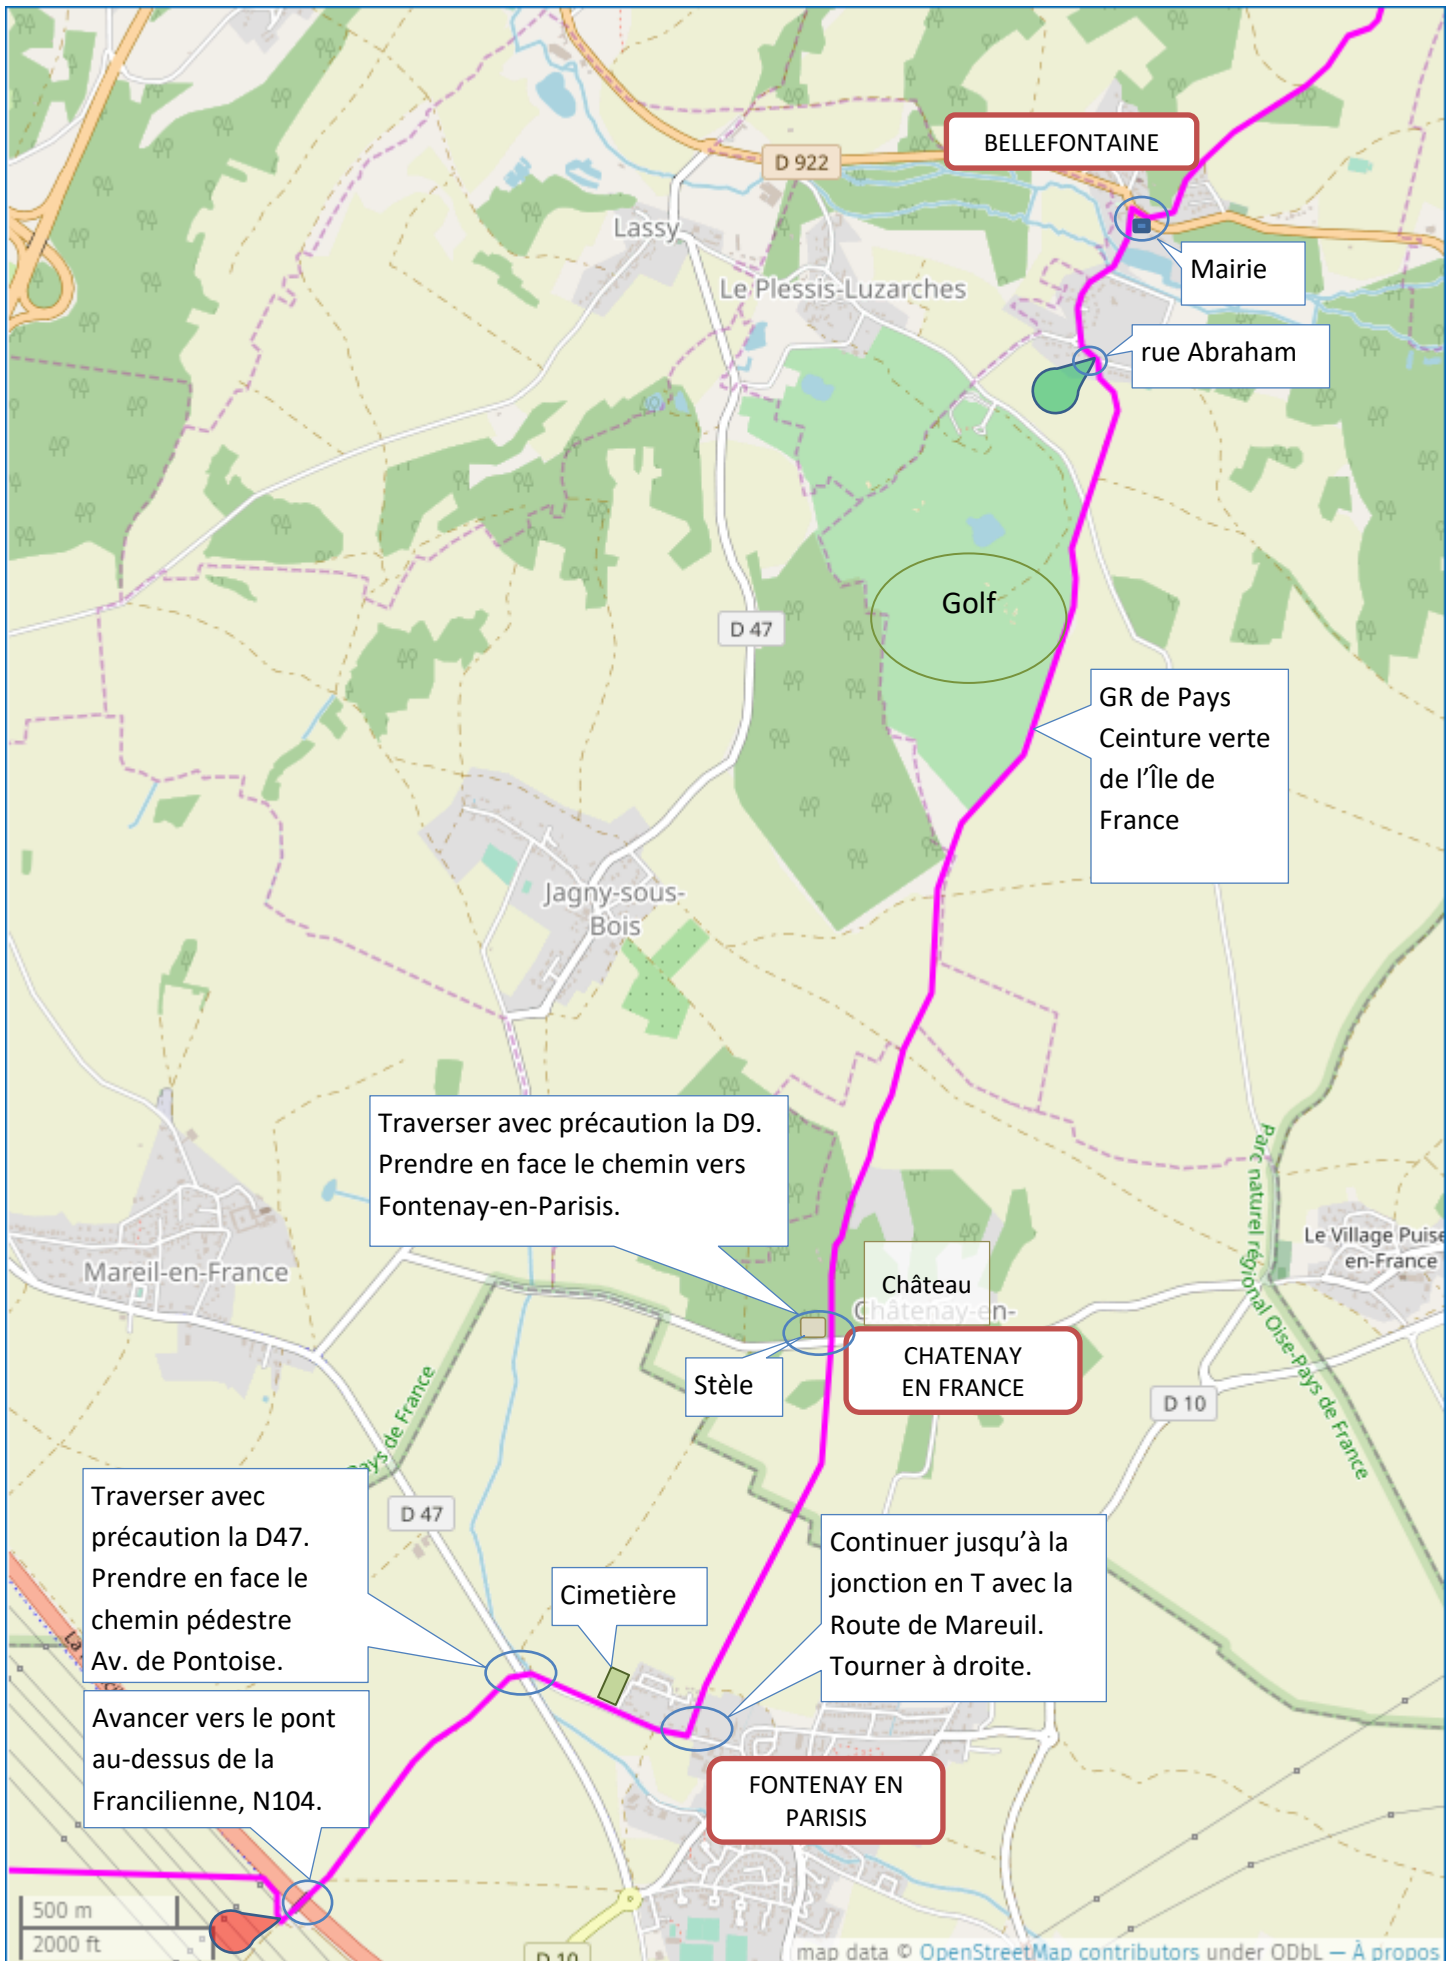 BELLEFONTAINE
D 922
Lassy
Mairie
Le Plessis-Luzarches
rue Abraham
Golf
D 47
GR de Pays
Ceinture verte
de l’Île de
France
Jagny-sous-
Bois
Traverser avec précaution la D9.
Prendre en face le chemin vers
Fontenay-en-Parisis.
Parc naturel régional Oise-Pays de France
Le Village Puise
en-France
Mareil-en-France
Château
Châtenay-en-
CHATENAY
EN FRANCE
Stèle
D 10
Pays de France
Traverser avec
précaution la D47.
Prendre en face le
chemin pédestre
Av. de Pontoise.
D 47
Continuer jusqu’à la
jonction en T avec la
Route de Mareuil.
Tourner à droite.
Cimetière
La
Avancer vers le pont
au-dessus de la
Francilienne, N104.
FONTENAY EN
PARISIS
500 m
2000 ft
D 10
map data © OpenStreetMap contributors under ODbL — À propos